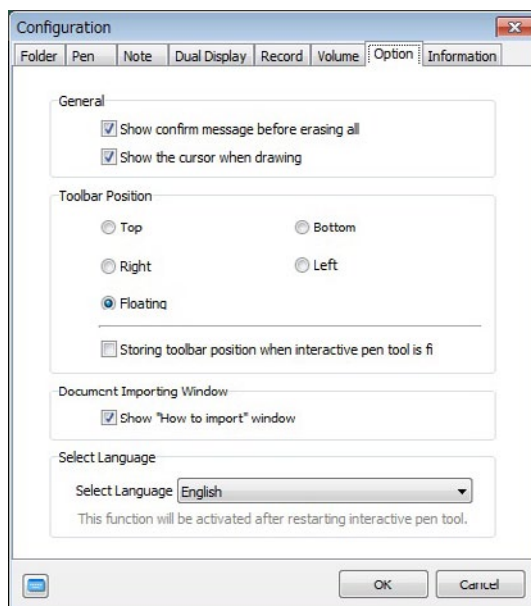 Configuration
Folder Pen Note Dual Display Record Volume Option Information
General
Show confirm message before erasing all
Show the cursor when drawing
Toolbar Position
Top Bottom
Right Left
Floating
Storing toolbar position when interactive pen tool is fi
Document Importing Window
Show "How to import" window
Select Language
Select Language English
This function will be activated after restarting interactive pen tool.
OK Cancel